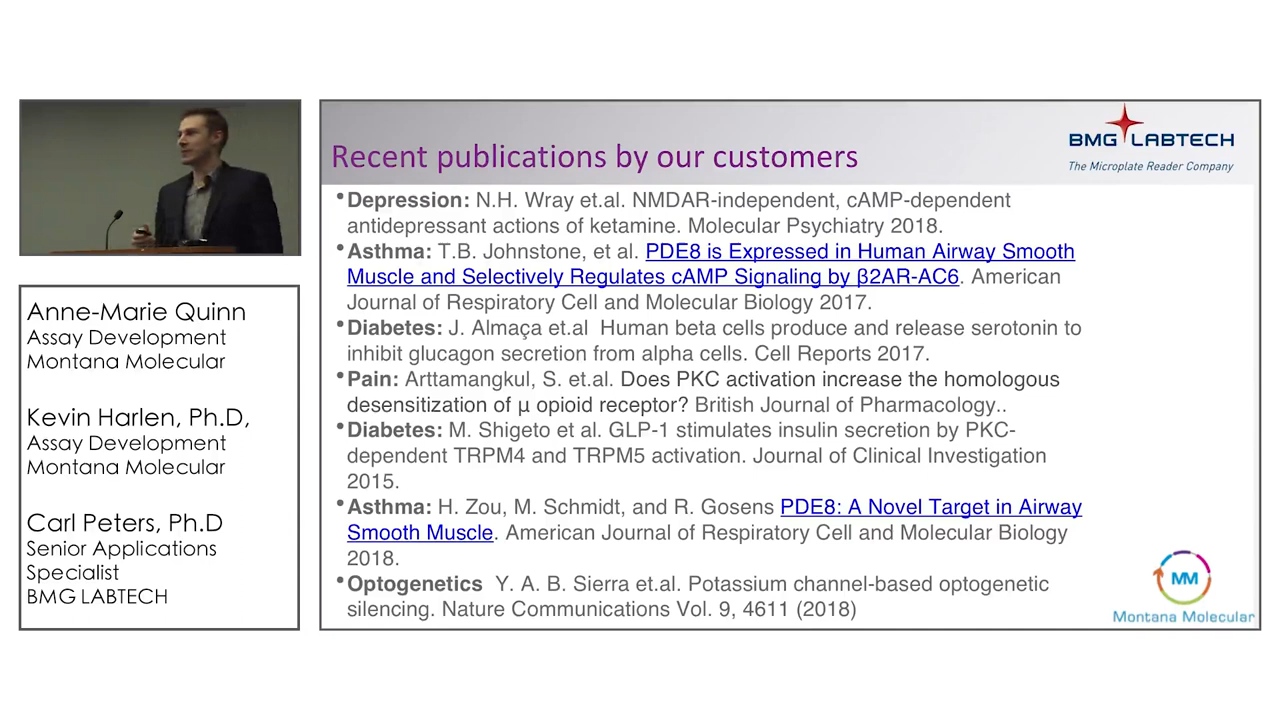 Anne-Marie Quinn
Assay Development
Montana Molecular
Kevin Harlen, Ph.D,
Assay Development
Montana Molecular
Carl Peters, Ph.D
Senior Applications
Specialist
BMG LABTECH
Recent publications by our customers
BMG LABTECH
The Microplate Reader Company
•Depression: N.H. Wray et.al. NMDAR-independent, cAMP-dependent
antidepressant actions of ketamine. Molecular Psychiatry 2018.
•Asthma: T.B. Johnstone, et al. PDE8 is Expressed in Human Airway Smooth
Muscle and Selectively Regulates cAMP Signaling by β2AR-AC6. American
Journal of Respiratory Cell and Molecular Biology 2017.
•Diabetes: J. Almaça et.al  Human beta cells produce and release serotonin to
inhibit glucagon secretion from alpha cells. Cell Reports 2017.
•Pain: Arttamangkul, S. et.al. Does PKC activation increase the homologous
desensitization of μ opioid receptor? British Journal of Pharmacology..
•Diabetes: M. Shigeto et al. GLP-1 stimulates insulin secretion by PKC-
dependent TRPM4 and TRPM5 activation. Journal of Clinical Investigation
2015.
•Asthma: H. Zou, M. Schmidt, and R. Gosens PDE8: A Novel Target in Airway
Smooth Muscle. American Journal of Respiratory Cell and Molecular Biology
2018.
•Optogenetics  Y. A. B. Sierra et.al. Potassium channel-based optogenetic
silencing. Nature Communications Vol. 9, 4611 (2018)
MM
Montana Molecular